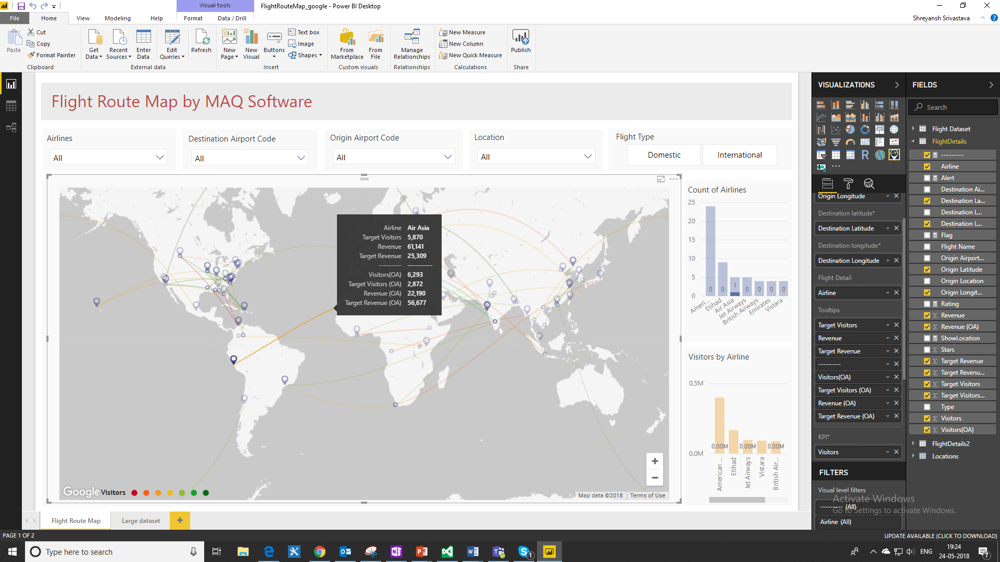 Visual tools
FlightRouteMap_google - Power BI Desktop
File
Home
View
Modeling
Help
Format
Data / Drill
Shreyansh Srivastava
Paste
Cut
Copy
Format Painter
Clipboard
Get Data
Recent Sources
Enter Data
Edit Queries
External data
Refresh
New Page
New Visual
Buttons
Text box
Image
Shapes
Insert
From Marketplace
From File
Custom visuals
Manage Relationships
Relationships
New Measure
New Column
New Quick Measure
Calculations
Publish
Share
Flight Route Map by MAQ Software
Airlines
All
Destination Airport Code
All
Origin Airport Code
All
Location
All
Flight Type
Domestic
International
Airline Air Asia
Target Visitors 5,870
Revenue 61,141
Target Revenue 25,309
--------- ----------
Visitors(OA) 6,293
Target Visitors (OA) 2,872
Revenue (OA) 22,190
Target Revenue (OA) 56,677
Google
Visitors
+
−
Map data ©2018
Terms of Use
Count of Airlines
25
20
15
10
5
0
0 0 1 0 0 0 0
Ameri...
Etihad
Air Asia
Jet Airways
British Airways
Emirates
Vistara
Visitors by Airline
0.5M
0.0M
0.00M 0.00M 0.00M
American ...
Etihad
Jet Airways
Vistara
British Air...
VISUALIZATIONS
Origin Longitude
Destination latitude*
Destination Latitude
Destination longitude*
Destination Longitude
Flight Detail
Airline
Tooltips
Target Visitors
Revenue
Target Revenue
---------
Visitors(OA)
Target Visitors (OA)
Revenue (OA)
Target Revenue (OA)
KPI*
Visitors
FILTERS
Visual level filters
--------- (All)
Airline (All)
FIELDS
Search
Flight Dataset
FlightDetails
---------
Airline
Alert
Destination Ai...
Destination La...
Destination L...
Destination L...
Flag
Flight Name
Origin Airport...
Origin Latitude
Origin Location
Origin Longit...
Rating
Revenue
Revenue (OA)
ShowLocation
Stars
Target Revenue
Target Revenu...
Target Visitors
Target Visitors...
Type
Visitors
Visitors(OA)
FlightDetails2
Locations
Activate Windows
Go to Settings to activate Windows.
Flight Route Map
Large dataset
+
PAGE 1 OF 2
UPDATE AVAILABLE (CLICK TO DOWNLOAD)
Type here to search
1
ENG
19:24
24-05-2018
7